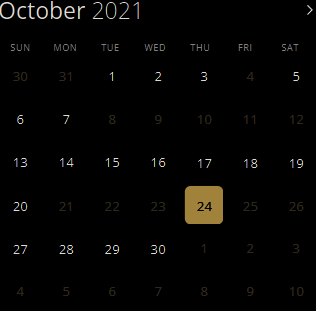 October 2021
SUN MON TUE WED THU FRI SAT
30 31 1 2 3 4 5
6 7 8 9 10 11 12
13 14 15 16 17 18 19
20 21 22 23 24 25 26
27 28 29 30 1 2 3
4 5 6 7 8 9 10